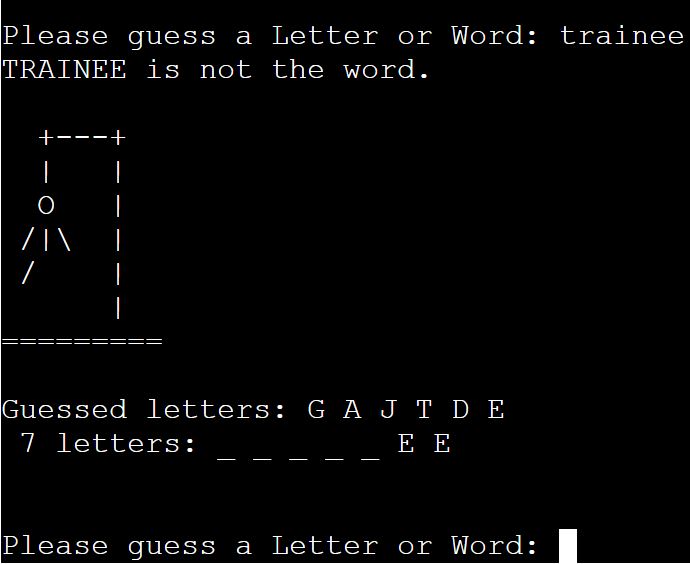 Please guess a Letter or Word: trainee
TRAINEE is not the word.
  +---+
  |   |
  O   |
 /|\  |
 /    |
      |
=========
Guessed letters: G A J T D E
 7 letters: _ _ _ _ _ E E
Please guess a Letter or Word: